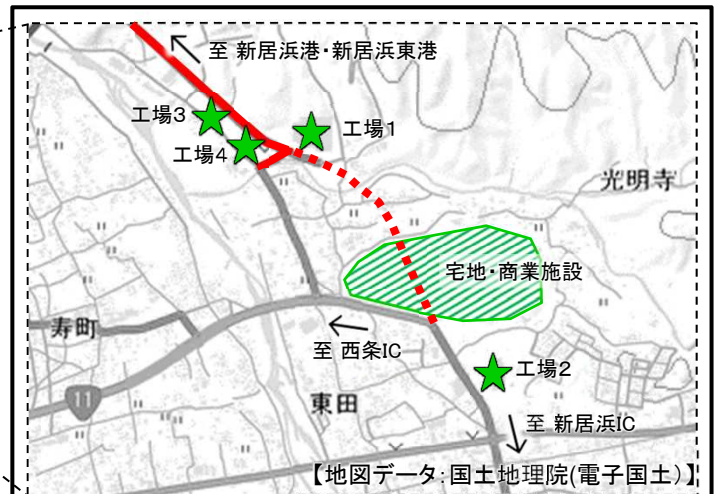 至 新居浜港・新居浜東港
工場3
工場1
工場4
光明寺
宅地・商業施設
寿町
至 西条IC
工場2
11
東田
至 新居浜IC
【地図データ:国土地理院(電子国土)】